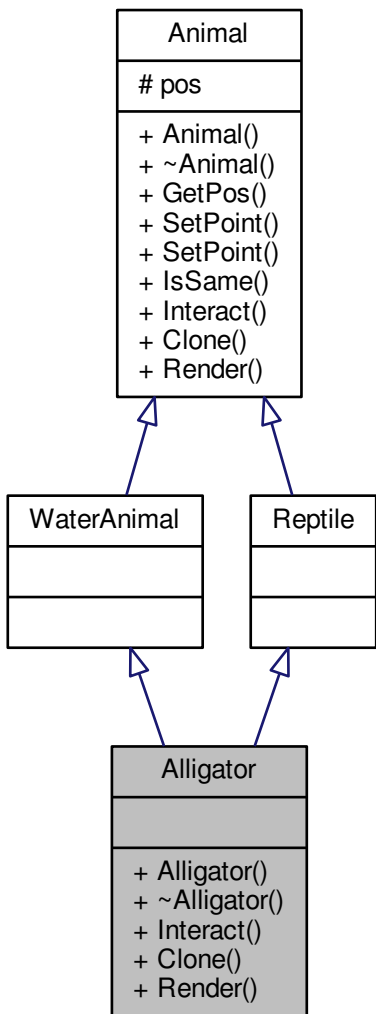 Animal
# pos
+ Animal()
+ ~Animal()
+ GetPos()
+ SetPoint()
+ SetPoint()
+ IsSame()
+ Interact()
+ Clone()
+ Render()
WaterAnimal
Reptile
Alligator
+ Alligator()
+ ~Alligator()
+ Interact()
+ Clone()
+ Render()